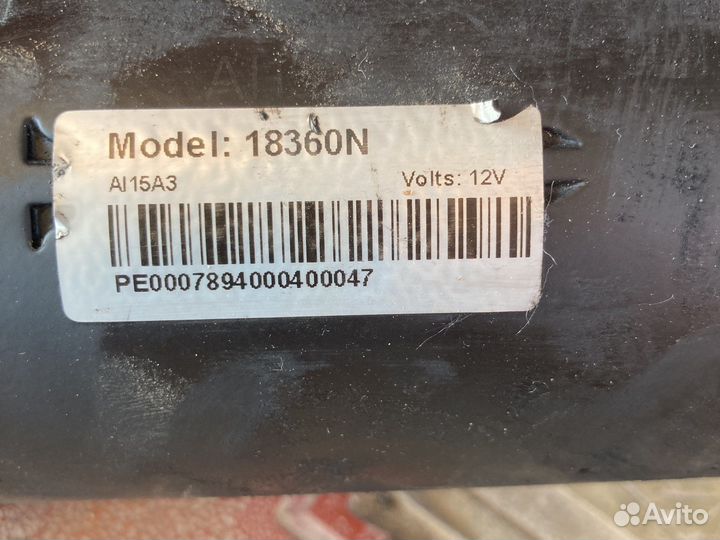 Model: 18360N
AI15A3 Volts: 12V
PE0007894000400047
Avito